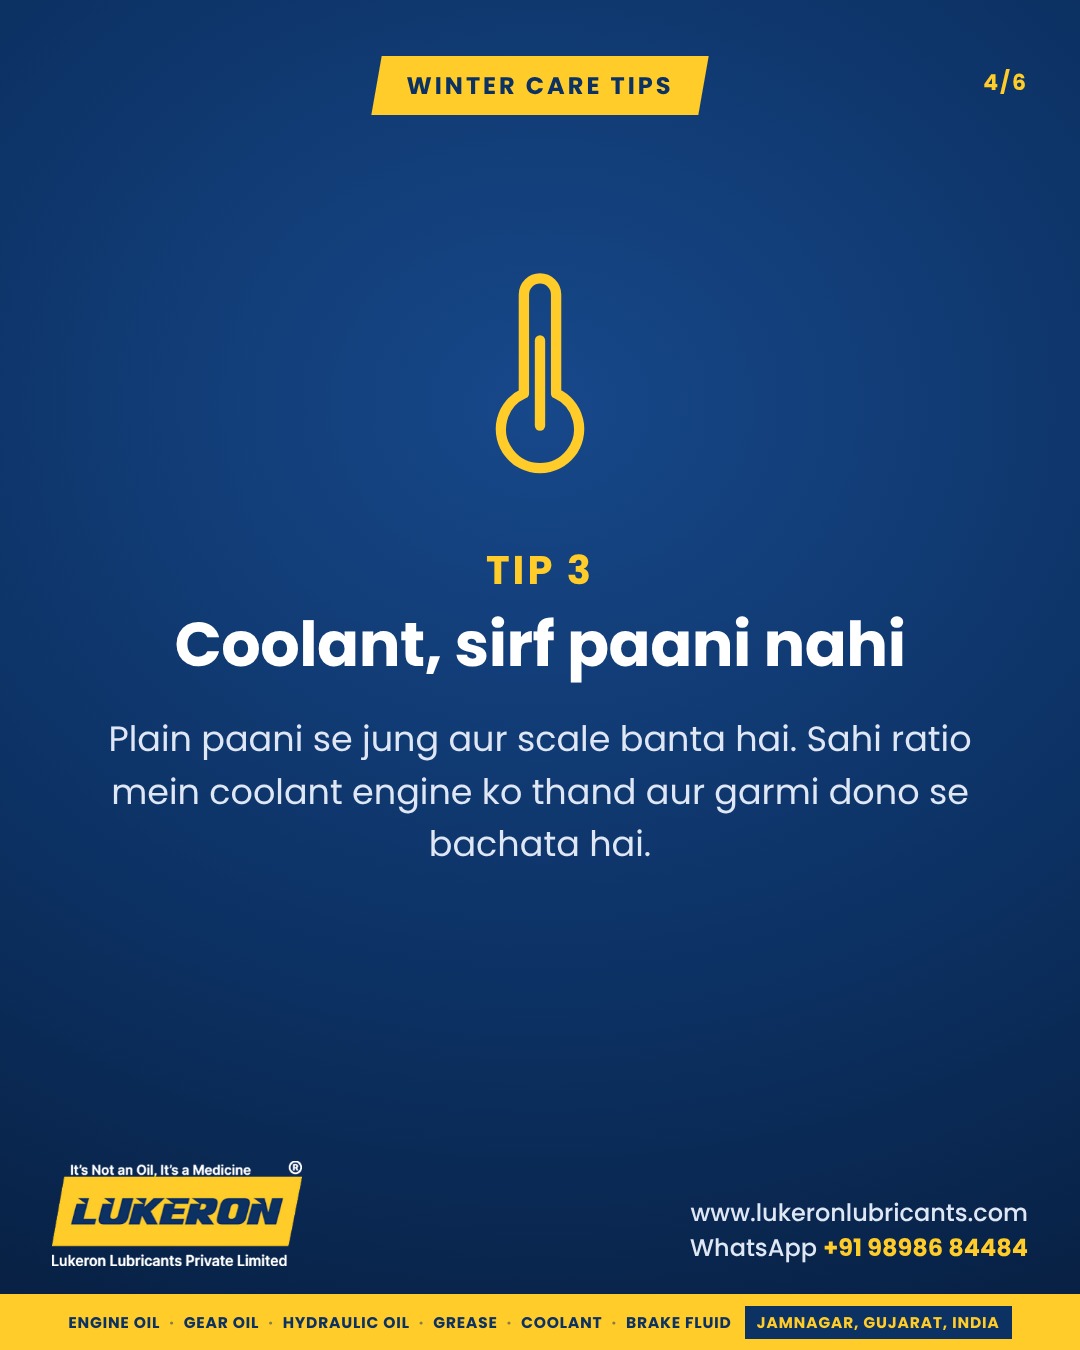 WINTER CARE TIPS
4/6
TIP 3
Coolant, sirf paani nahi
Plain paani se jung aur scale banta hai. Sahi ratio
mein coolant engine ko thand aur garmi dono se
bachata hai.
It's Not an Oil, It's a Medicine ®
LUKERON
Lukeron Lubricants Private Limited
www.lukeronlubricants.com
WhatsApp +91 98986 84484
ENGINE OIL · GEAR OIL · HYDRAULIC OIL · GREASE · COOLANT · BRAKE FLUID JAMNAGAR, GUJARAT, INDIA